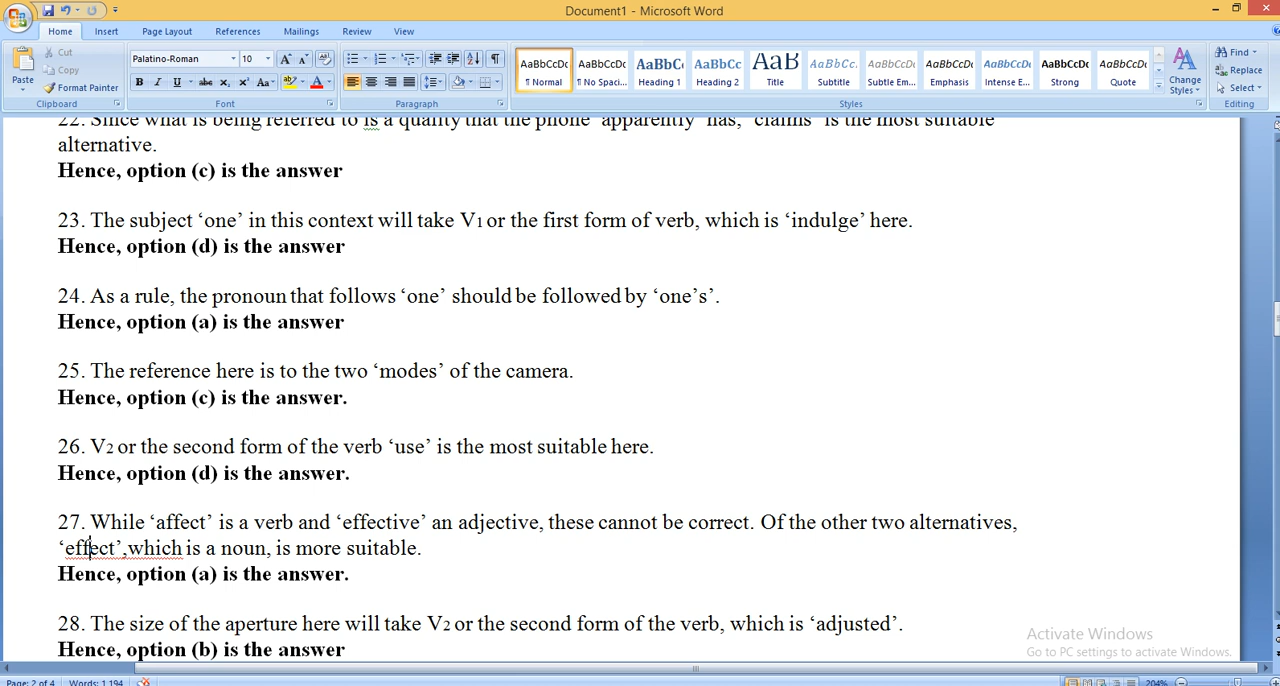 Document1 - Microsoft Word
Home Insert Page Layout References Mailings Review View
Cut
Copy
Format Painter
Paste
Clipboard
Palatino-Roman 10
Font
Paragraph
AaBbCcDc AaBbCcDc AaBbC AaBbCc AaB AaBbCc. AaBbCcDc AaBbCcDc AaBbCcDc AaBbCcDc AaBbCcDc
¶ Normal ¶ No Spaci... Heading 1 Heading 2 Title Subtitle Subtle Em... Emphasis Intense E... Strong Quote
Styles
Change Styles
Find
Replace
Select
Editing
22. Since what is being referred to is a quality that the phone ‘apparently’ has, ‘claims’ is the most suitable
alternative.
Hence, option (c) is the answer
23. The subject ‘one’ in this context will take V1 or the first form of verb, which is ‘indulge’ here.
Hence, option (d) is the answer
24. As a rule, the pronoun that follows ‘one’ should be followed by ‘one’s’.
Hence, option (a) is the answer
25. The reference here is to the two ‘modes’ of the camera.
Hence, option (c) is the answer.
26. V2 or the second form of the verb ‘use’ is the most suitable here.
Hence, option (d) is the answer.
27. While ‘affect’ is a verb and ‘effective’ an adjective, these cannot be correct. Of the other two alternatives,
‘effect’,which is a noun, is more suitable.
Hence, option (a) is the answer.
28. The size of the aperture here will take V2 or the second form of the verb, which is ‘adjusted’.
Hence, option (b) is the answer
Activate Windows
Go to PC settings to activate Windows.
Page: 2 of 4 Words: 1,194 204%